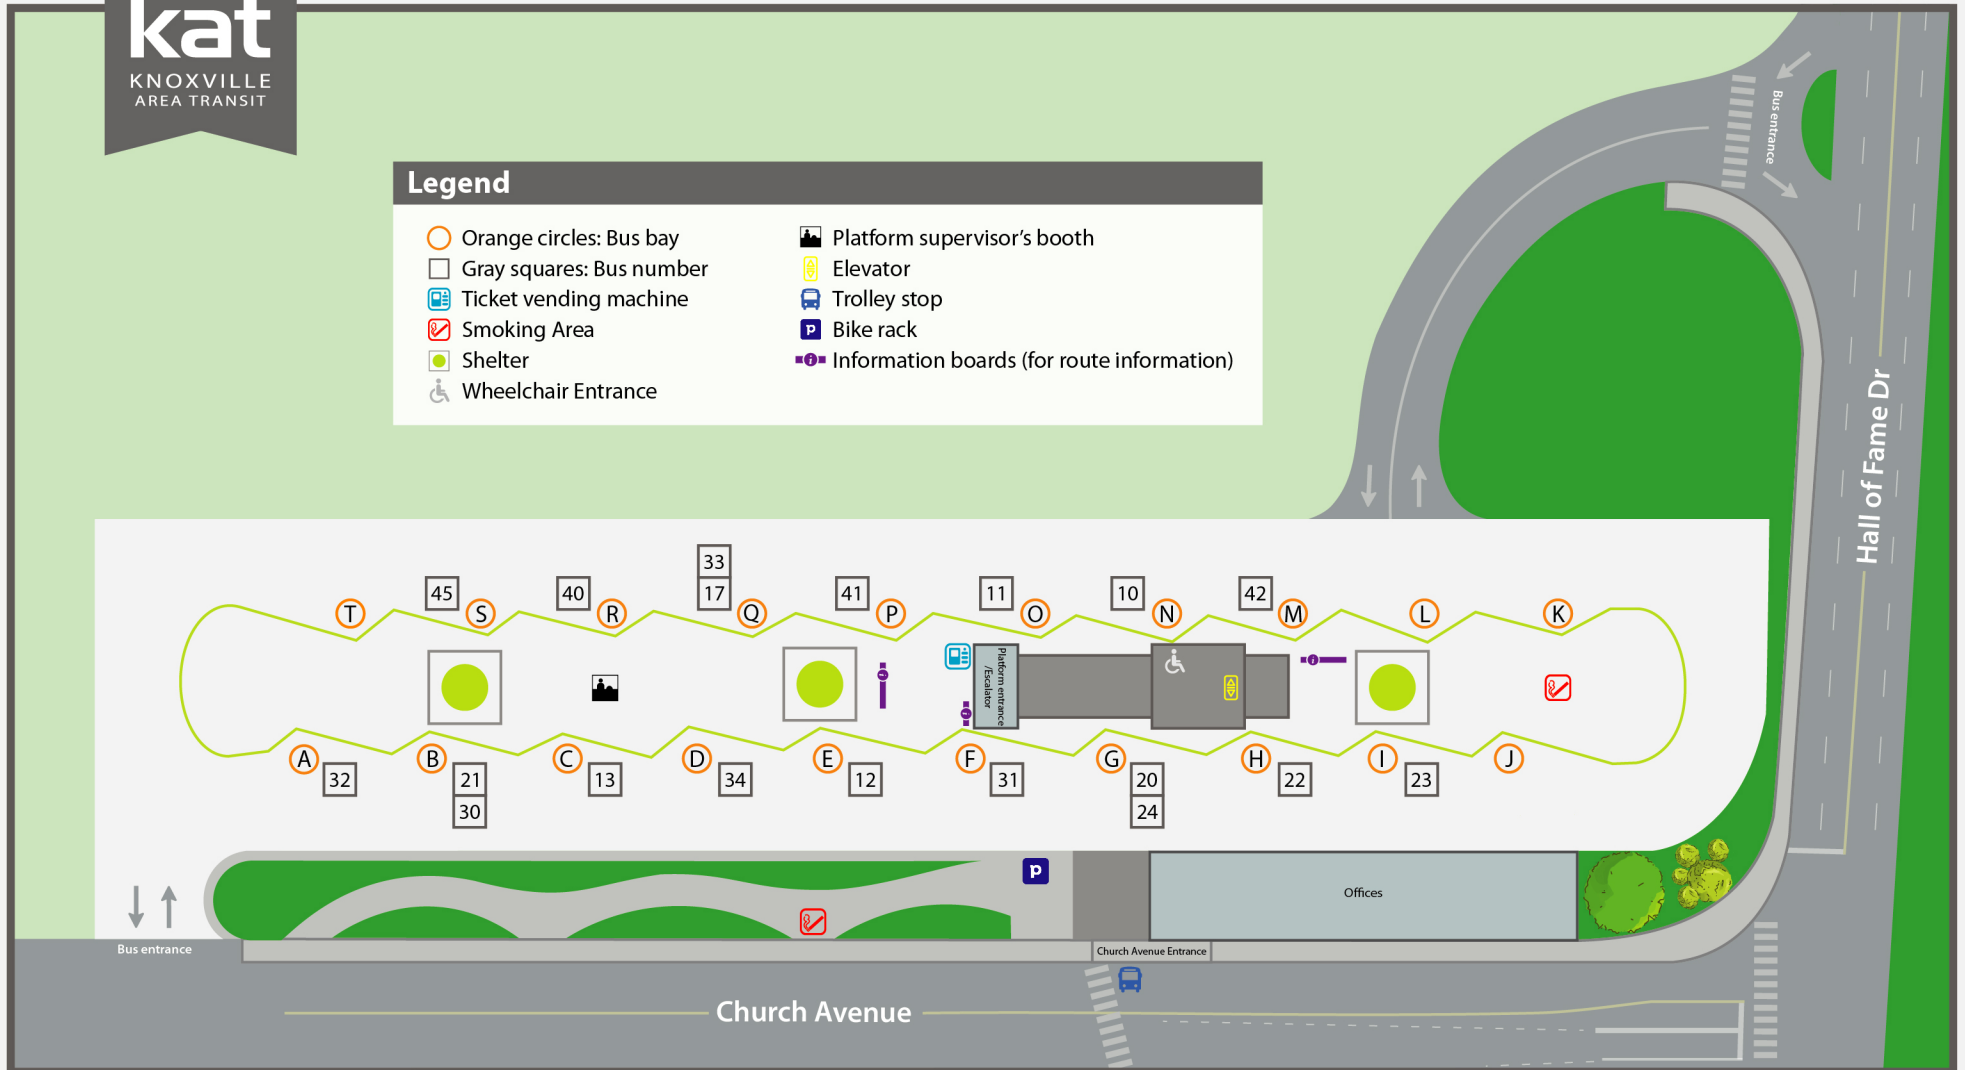 kat
KNOXVILLE
AREA TRANSIT
Bus entrance
Legend
Orange circles: Bus bay
Gray squares: Bus number
Ticket vending machine
Smoking Area
Shelter
Wheelchair Entrance
Platform supervisor's booth
Elevator
Trolley stop
P
Bike rack
i
Information boards (for route information)
Hall of Fame Dr
33
45
40
17
41
11
10
42
T
S
R
Q
P
O
N
M
L
K
Platform entrance
/Escalator
i
i
i
A
B
C
D
E
F
G
H
I
J
32
21
13
34
12
31
20
22
23
30
24
P
Offices
Bus entrance
Church Avenue Entrance
Church Avenue